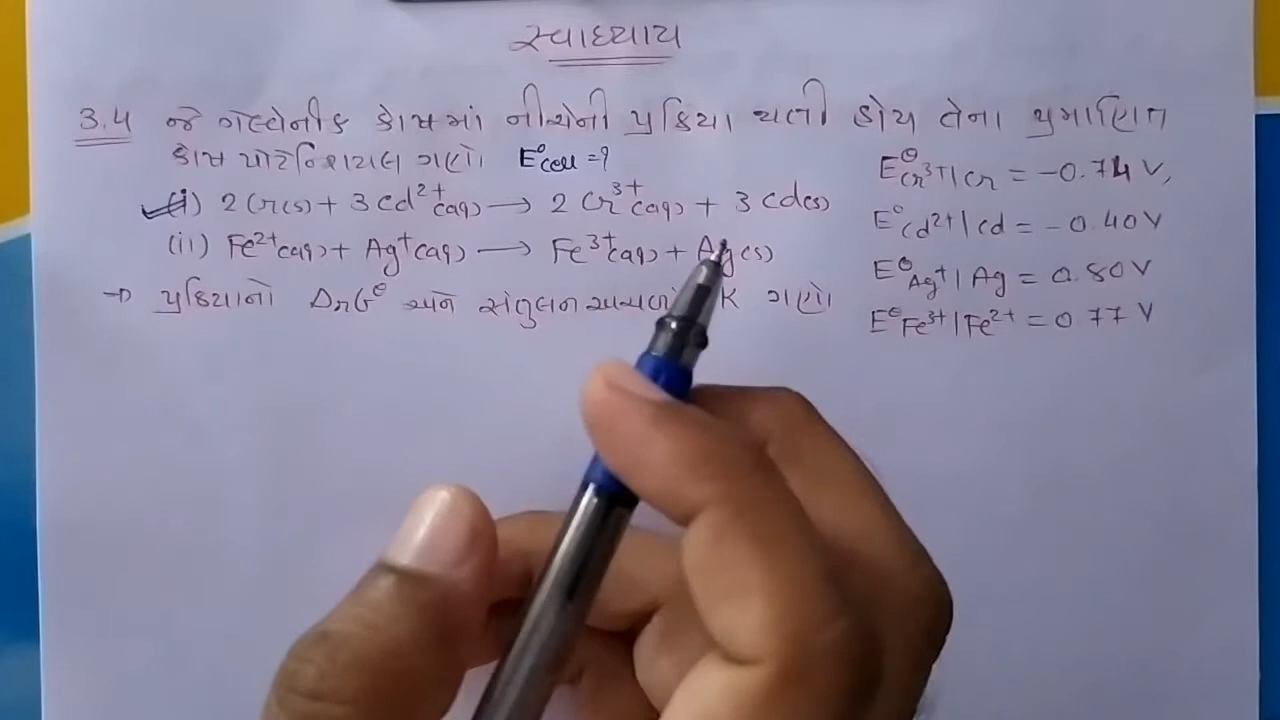 સ્વાધ્યાય
3.4 જે ગેલ્વેનીક કોષમાં નીચેની પ્રક્રિયા થતી હોય તેના પ્રમાણિત
કોષ પોટેન્શિયલ ગણો. E°cell = ?
(i) 2Cr(s) + 3Cd²⁺(aq) → 2Cr³⁺(aq) + 3Cd(s)
(ii) Fe²⁺(aq) + Ag⁺(aq) → Fe³⁺(aq) + Ag(s)
→ પ્રક્રિયાનો ΔrG° અને સંતુલન અચળાંક K ગણો.
E°Cr³⁺|Cr = -0.74 V,
E°Cd²⁺|Cd = -0.40 V
E°Ag⁺|Ag = 0.80 V
E°Fe³⁺|Fe²⁺ = 0.77 V